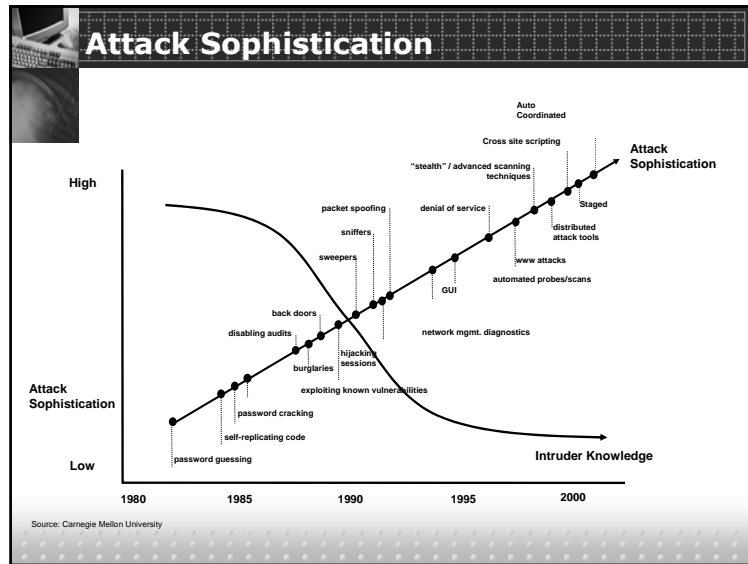 Attack Sophistication
Auto
Coordinated
Cross site scripting
Attack
Sophistication
"stealth" / advanced scanning
techniques
High
packet spoofing
denial of service
Staged
sniffers
distributed
attack tools
sweepers
www attacks
automated probes/scans
GUI
back doors
disabling audits
network mgmt. diagnostics
hijacking
sessions
burglaries
Attack
Sophistication
exploiting known vulnerabilities
password cracking
self-replicating code
Intruder Knowledge
Low
password guessing
1980
1985
1990
1995
2000
Source: Carnegie Mellon University